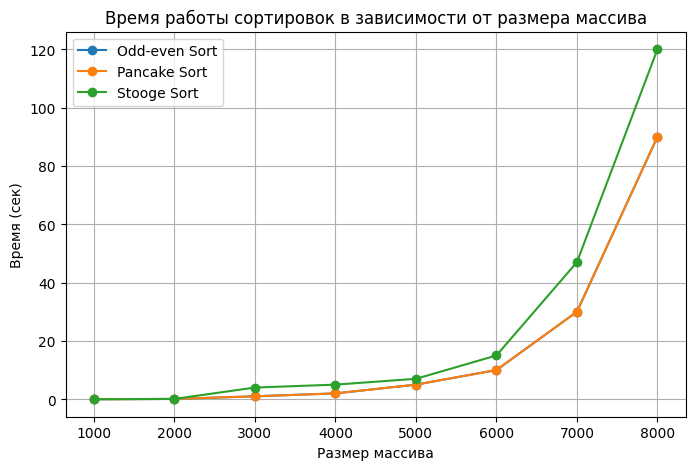 Время работы сортировок в зависимости от размера массива
Odd-even Sort
Pancake Sort
Stooge Sort
Время (сек)
120
100
80
60
40
20
0
1000 2000 3000 4000 5000 6000 7000 8000
Размер массива